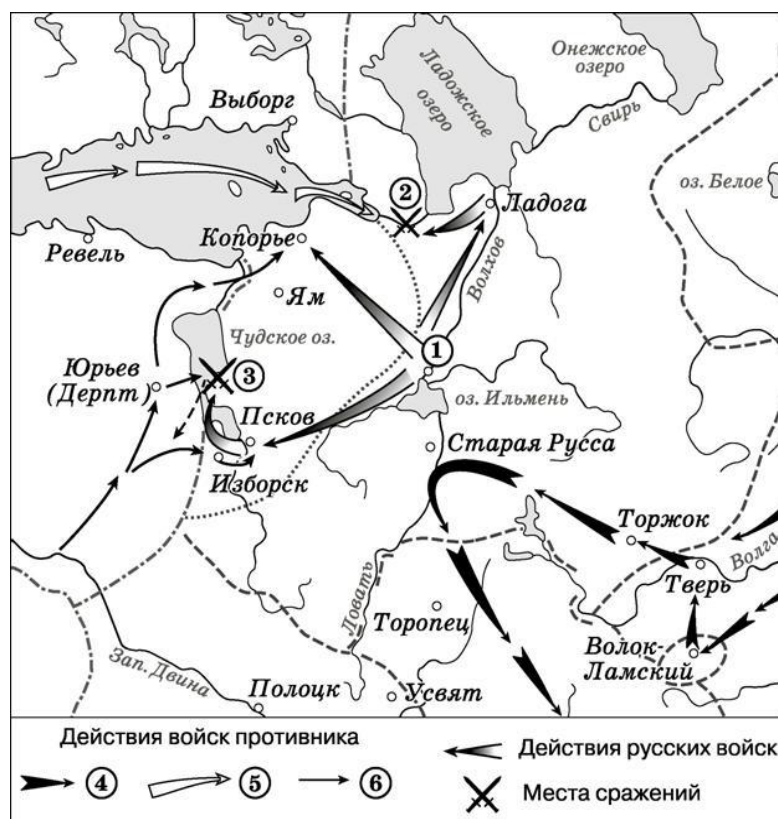 Онежское
озеро
Ладожское
озеро
Выборг
Свирь
оз. Белое
2
Ладога
Ревель
Копорье
Волхов
Ям
Чудское оз.
1
Юрьев
(Дерпт)
3
оз. Ильмень
Псков
Старая Русса
Изборск
Торжок
Волга
Тверь
Ловать
Торопец
Волок-
Ламский
Зап. Двина
Полоцк
Усвят
Действия войск противника
4
5
6
Действия русских войск
Места сражений